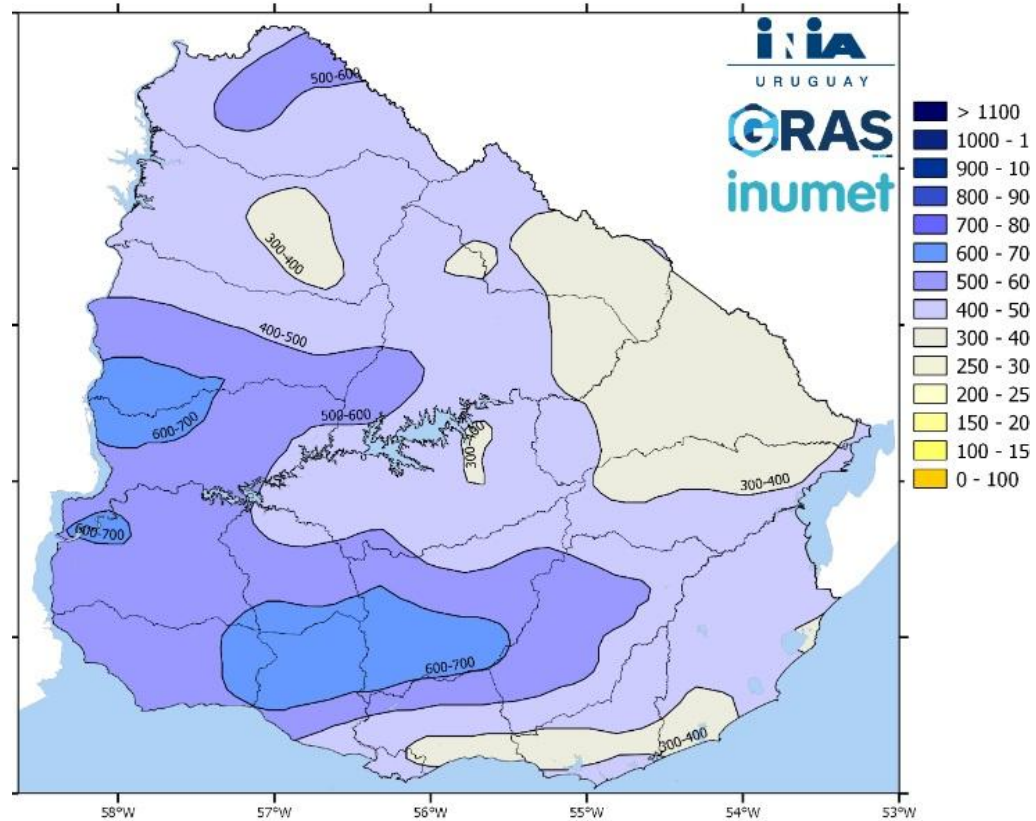 INIA
URUGUAY
GRAS
inumet
500-600
300-400
400-500
600-700
500-600
300-400
300-400
600-700
600-700
300-400
> 1100
1000 - 1
900 - 10
800 - 90
700 - 80
600 - 70
500 - 60
400 - 50
300 - 40
250 - 30
200 - 25
150 - 20
100 - 15
0 - 100
58°W
57°W
56°W
55°W
54°W
53°W